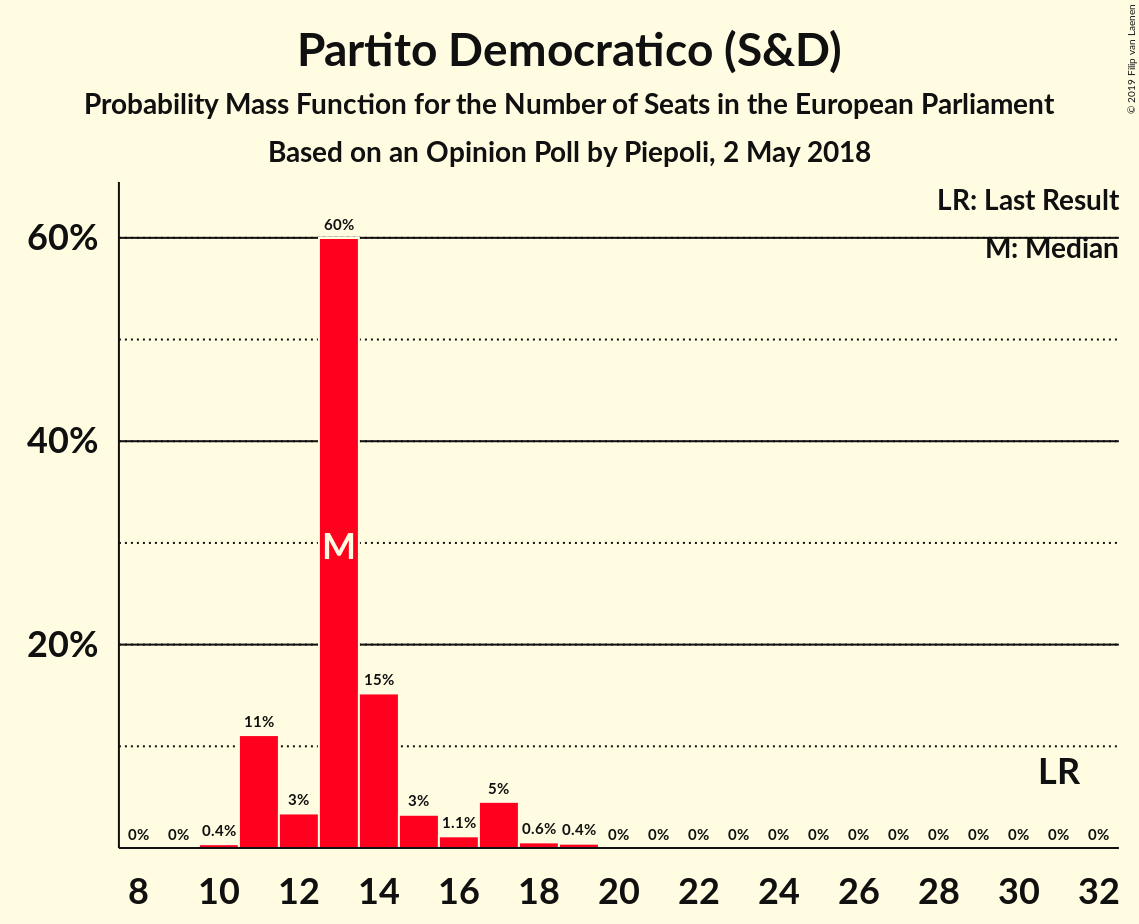 Partito Democratico (S&D)
Probability Mass Function for the Number of Seats in the European Parliament
Based on an Opinion Poll by Piepoli, 2 May 2018
© 2019 Filip van Laenen
LR: Last Result
M: Median
60%
40%
20%
0% 0% 0.4% 11% 3% 60% 15% 3% 1.1% 5% 0.6% 0.4% 0% 0% 0% 0% 0% 0% 0% 0% 0% 0% 0% 0% 0%
M
LR
8 10 12 14 16 18 20 22 24 26 28 30 32